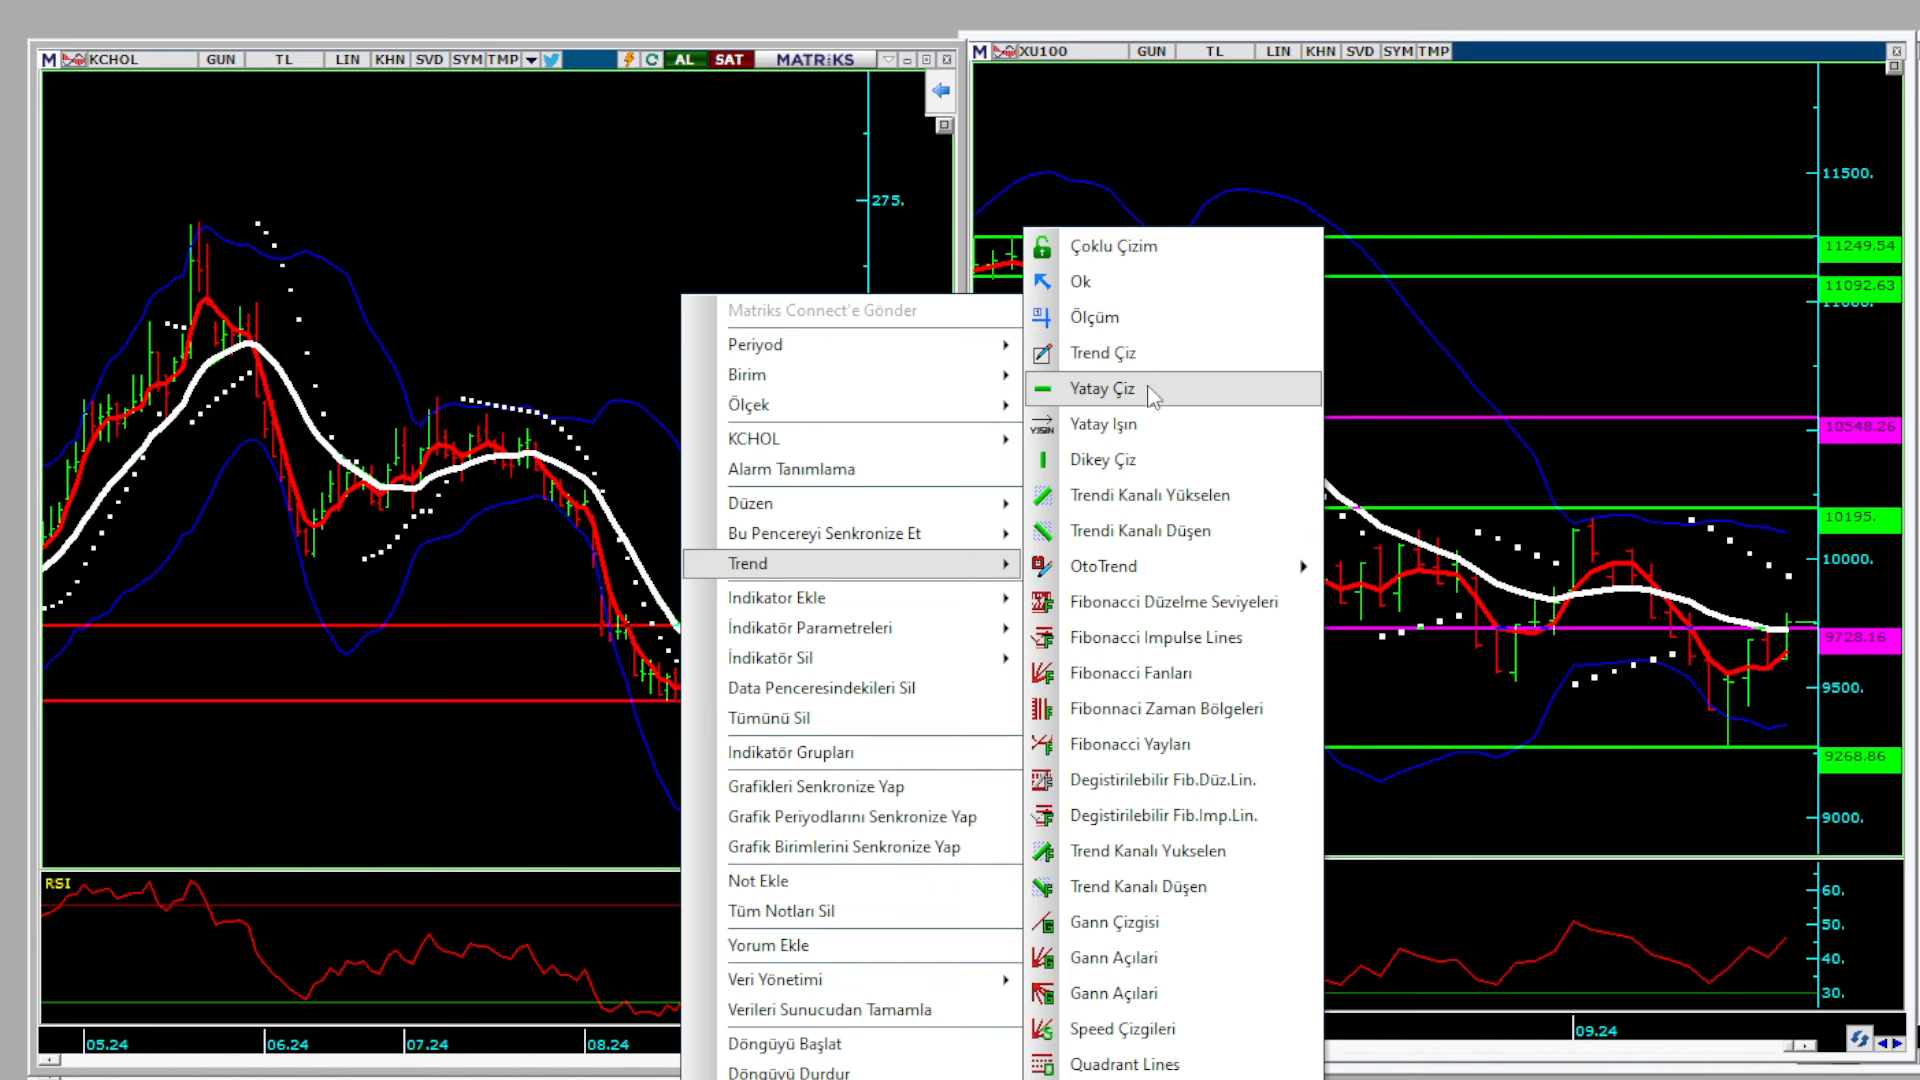 M KCHOL GUN TL LIN KHN SVD SYM TMP AL SAT MATRiKS
275.
RSI
05.24 06.24 07.24 08.24
M XU100 GUN TL LIN KHN SVD SYM TMP
11500.
11249.54
11092.63
11000.
10548.26
10195.
10000.
9728.16
9500.
9268.86
9000.
60.
50.
40.
30.
09.24
Matriks Connect'e Gönder
Periyod
Birim
Ölçek
KCHOL
Alarm Tanımlama
Düzen
Bu Pencereyi Senkronize Et
Trend
Indikator Ekle
İndikatör Parametreleri
İndikatör Sil
Data Penceresindekileri Sil
Tümünü Sil
Indikatör Grupları
Grafikleri Senkronize Yap
Grafik Periyodlarını Senkronize Yap
Grafik Birimlerini Senkronize Yap
Not Ekle
Tüm Notları Sil
Yorum Ekle
Veri Yönetimi
Verileri Sunucudan Tamamla
Döngüyü Başlat
Döngüyü Durdur
Çoklu Çizim
Ok
Ölçüm
Trend Çiz
Yatay Çiz
Yatay Işın
Dikey Çiz
Trendi Kanalı Yükselen
Trendi Kanalı Düşen
OtoTrend
Fibonacci Düzelme Seviyeleri
Fibonacci Impulse Lines
Fibonacci Fanları
Fibonnaci Zaman Bölgeleri
Fibonacci Yayları
Degistirilebilir Fib.Düz.Lin.
Degistirilebilir Fib.Imp.Lin.
Trend Kanalı Yukselen
Trend Kanalı Düşen
Gann Çizgisi
Gann Açılari
Gann Açılari
Speed Çizgileri
Quadrant Lines